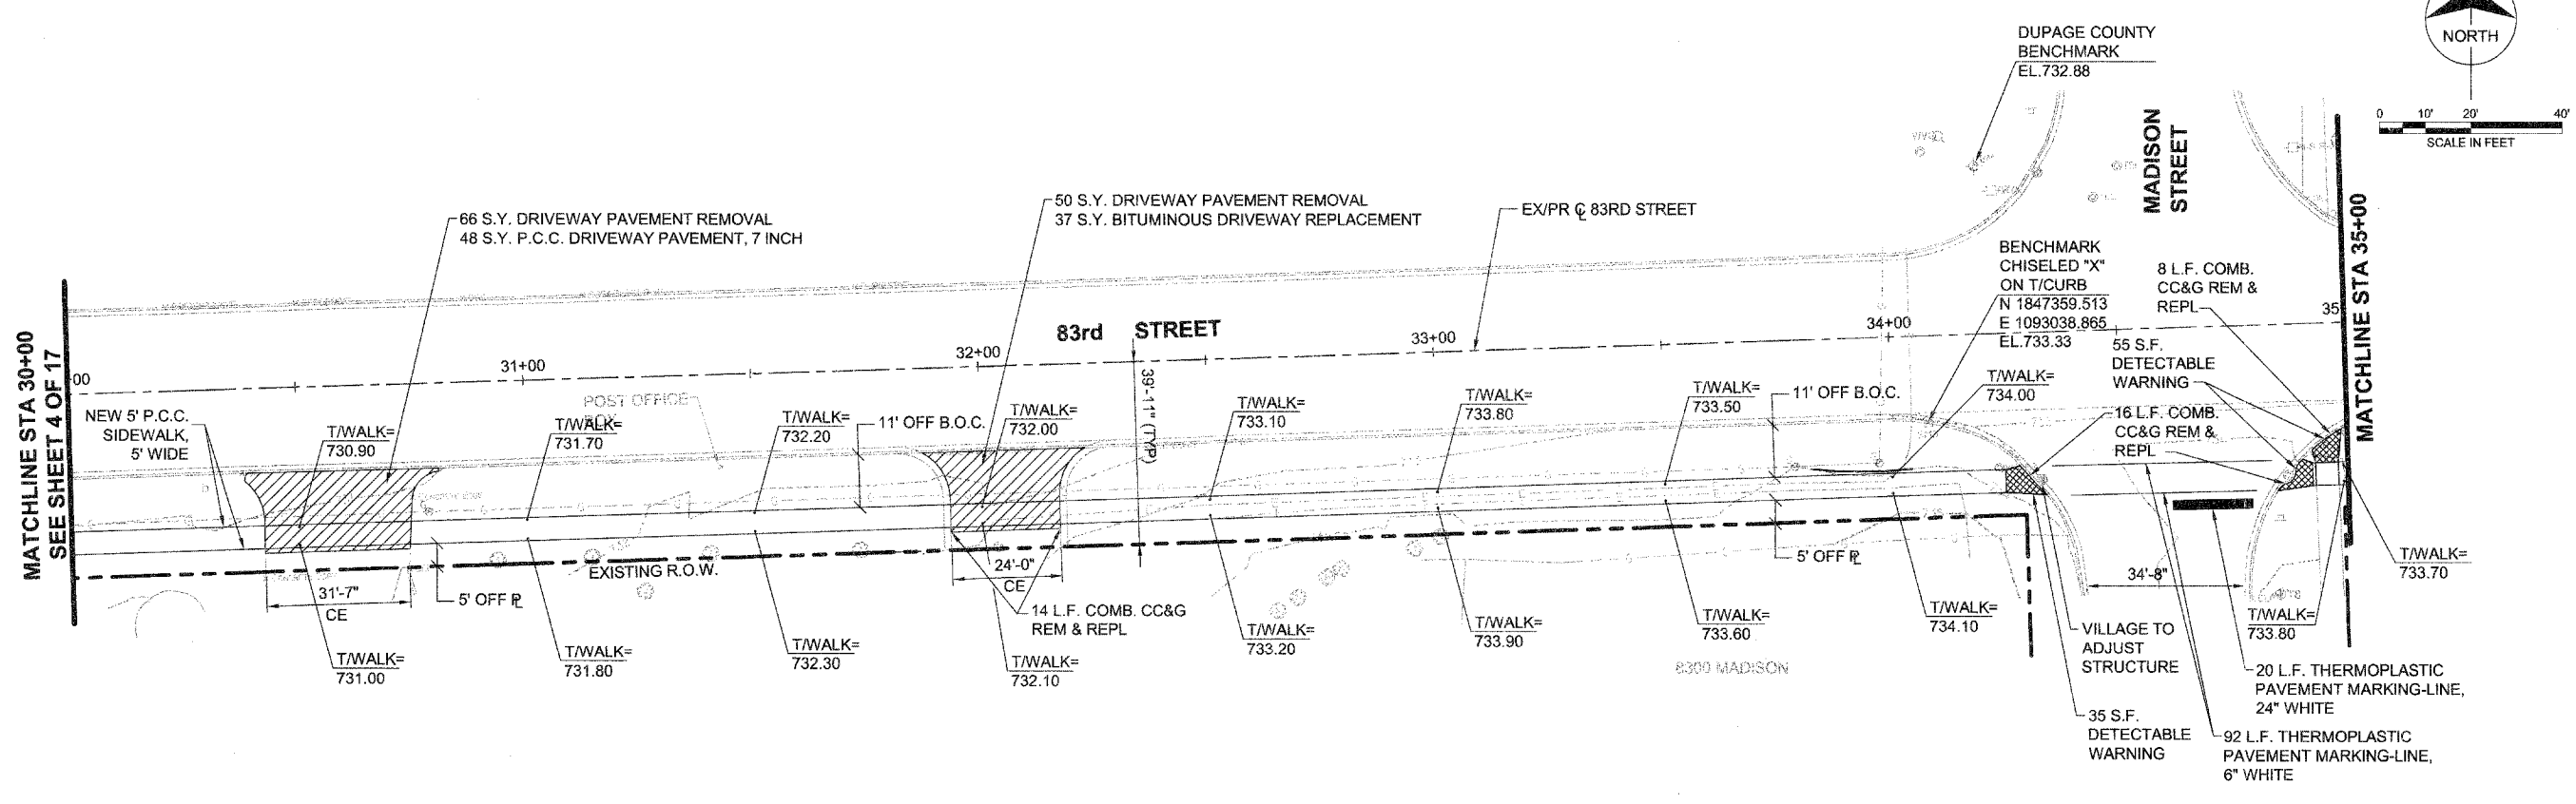 NORTH
0 10' 20' 40'
SCALE IN FEET
DUPAGE COUNTY
BENCHMARK
EL.732.88
MADISON
STREET
66 S.Y. DRIVEWAY PAVEMENT REMOVAL
48 S.Y. P.C.C. DRIVEWAY PAVEMENT, 7 INCH
50 S.Y. DRIVEWAY PAVEMENT REMOVAL
37 S.Y. BITUMINOUS DRIVEWAY REPLACEMENT
EX/PR ℄ 83RD STREET
BENCHMARK
CHISELED "X"
ON T/CURB
N 1847359.513
E 1093038.865
EL.733.33
8 L.F. COMB.
CC&G REM &
REPL
MATCHLINE STA 35+00
MATCHLINE STA 30+00
SEE SHEET 4 OF 17
00
31+00
32+00
83rd STREET
33+00
34+00
35
39'-11" (TYP)
55 S.F.
DETECTABLE
WARNING
16 L.F. COMB.
CC&G REM &
REPL
NEW 5' P.C.C.
SIDEWALK,
5' WIDE
POST OFFICE
BOX
T/WALK=
730.90
T/WALK=
731.70
T/WALK=
732.20
11' OFF B.O.C.
T/WALK=
732.00
T/WALK=
733.10
T/WALK=
733.80
T/WALK=
733.50
11' OFF B.O.C.
T/WALK=
734.00
EXISTING R.O.W.
31'-7"
CE
5' OFF ⅊
24'-0"
CE
14 L.F. COMB. CC&G
REM & REPL
5' OFF ⅊
34'-8"
T/WALK=
733.70
T/WALK=
731.00
T/WALK=
731.80
T/WALK=
732.30
T/WALK=
732.10
T/WALK=
733.20
T/WALK=
733.90
T/WALK=
733.60
T/WALK=
734.10
T/WALK=
733.80
8300 MADISON
VILLAGE TO
ADJUST
STRUCTURE
20 L.F. THERMOPLASTIC
PAVEMENT MARKING-LINE,
24" WHITE
35 S.F.
DETECTABLE
WARNING
92 L.F. THERMOPLASTIC
PAVEMENT MARKING-LINE,
6" WHITE